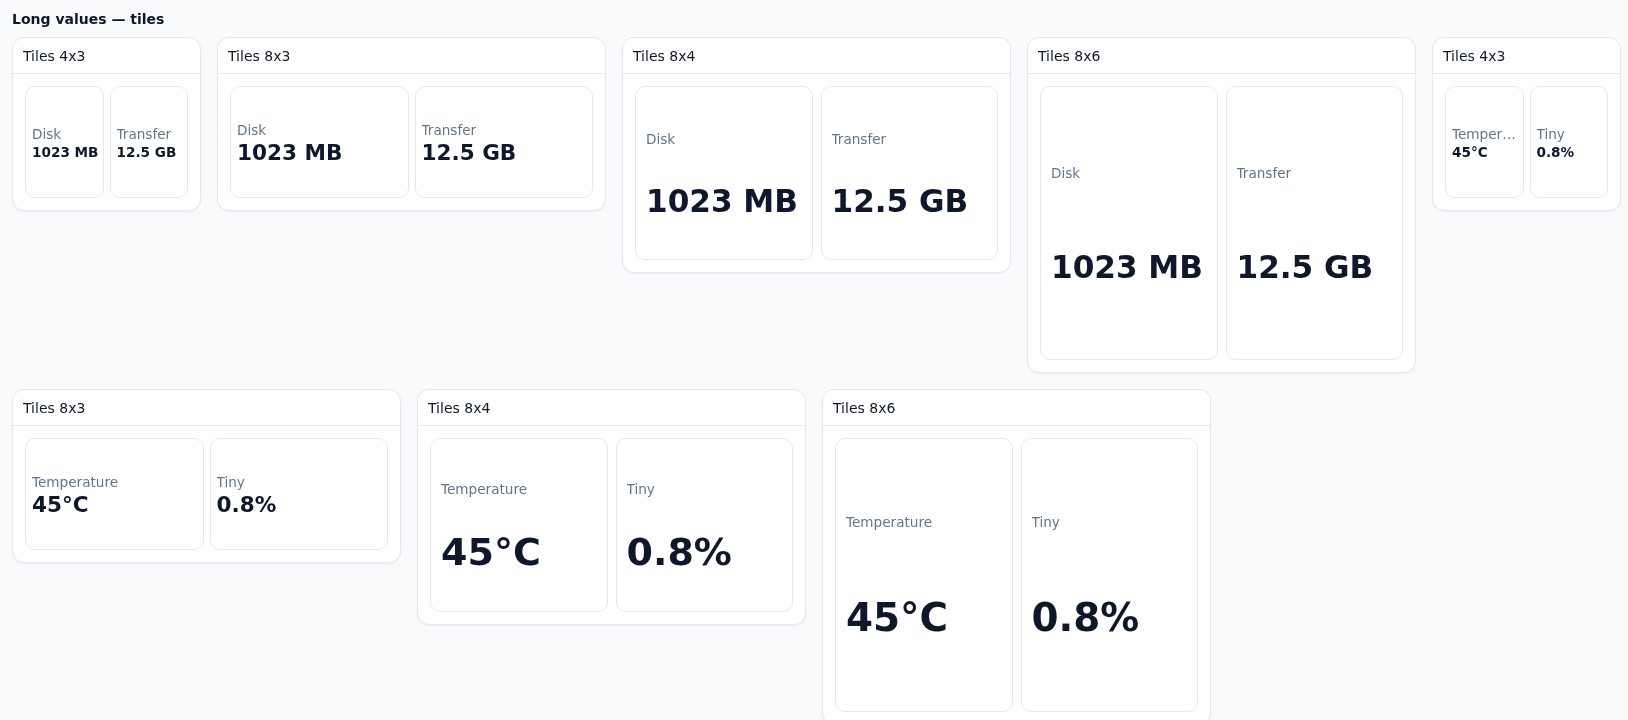 Long values — tiles
Tiles 4x3
Disk
1023 MB
Transfer
12.5 GB
Tiles 8x3
Disk
1023 MB
Transfer
12.5 GB
Tiles 8x4
Disk
1023 MB
Transfer
12.5 GB
Tiles 8x6
Disk
1023 MB
Transfer
12.5 GB
Tiles 4x3
Temper…
45°C
Tiny
0.8%
Tiles 8x3
Temperature
45°C
Tiny
0.8%
Tiles 8x4
Temperature
45°C
Tiny
0.8%
Tiles 8x6
Temperature
45°C
Tiny
0.8%